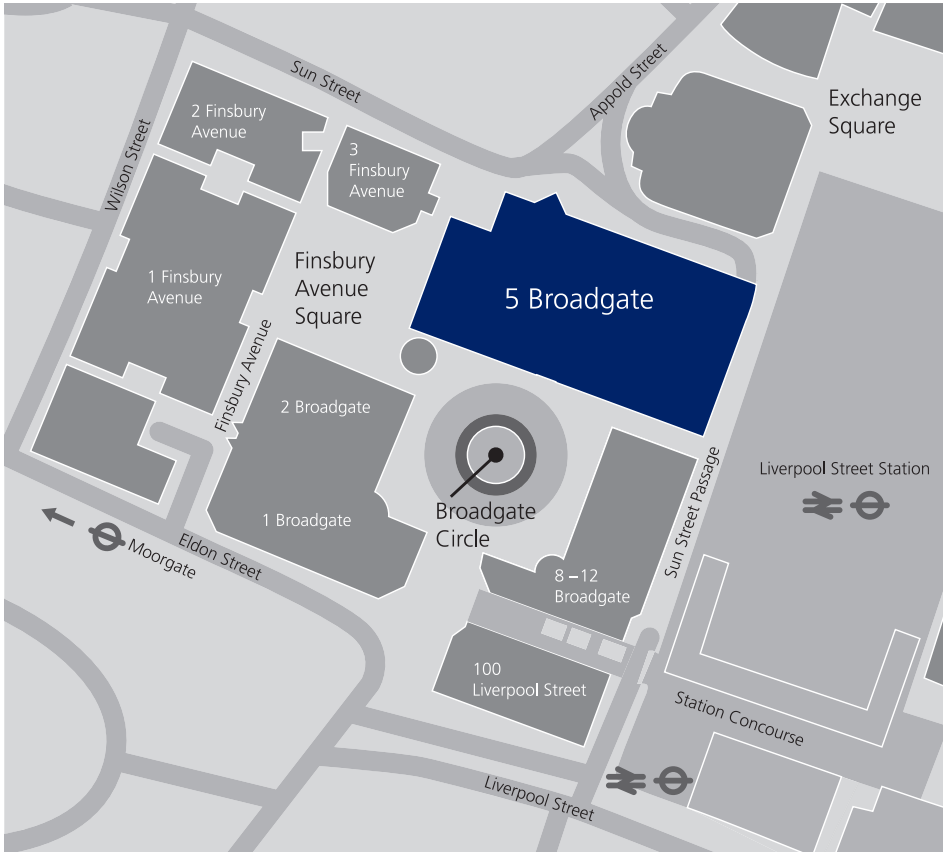 Sun Street
Appold Street
Exchange
Square
2 Finsbury
Avenue
Wilson Street
3
Finsbury
Avenue
1 Finsbury
Avenue
Finsbury
Avenue
Square
5 Broadgate
Finsbury Avenue
2 Broadgate
Liverpool Street Station
Sun Street Passage
Broadgate
Circle
1 Broadgate
Moorgate
Eldon Street
8 – 12
Broadgate
100
Liverpool Street
Station Concourse
Liverpool Street